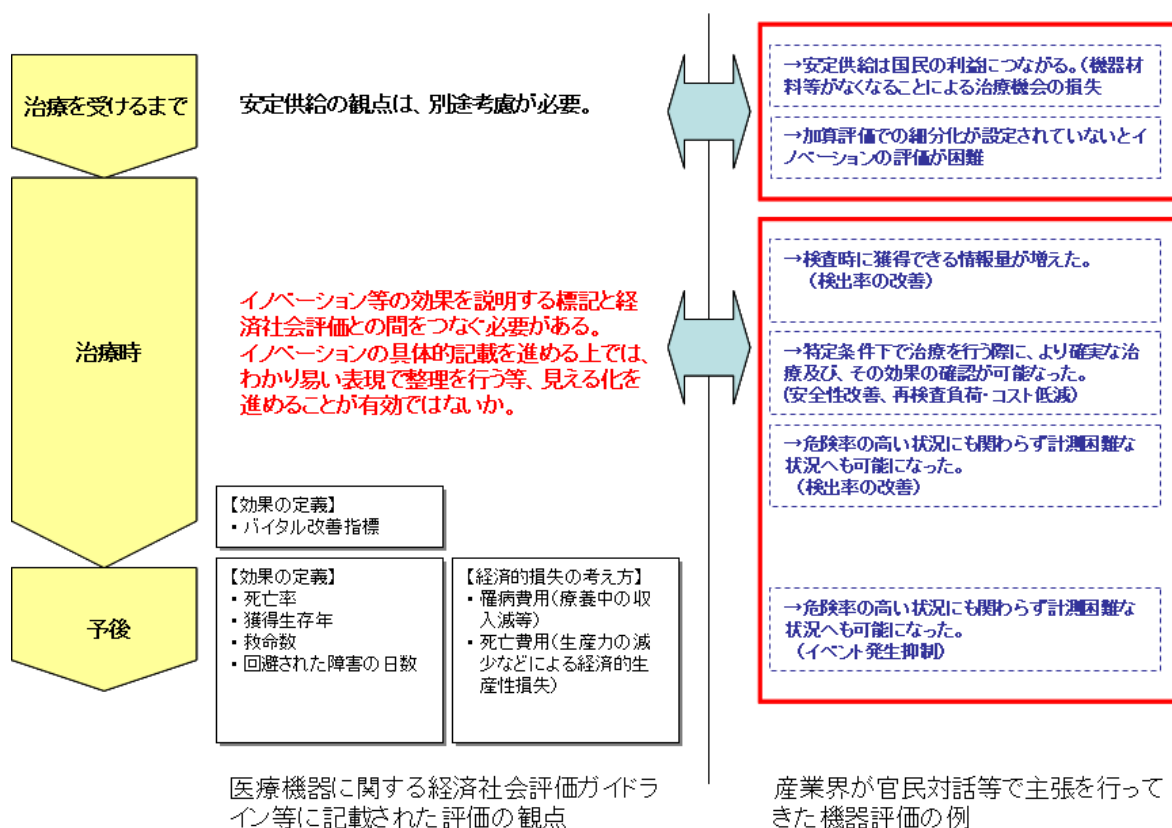 治療を受けるまで
安定供給の観点は、別途考慮が必要。
→安定供給は国民の利益につながる。(機器材
料等がなくなることによる治療機会の損失
→加算評価での細分化が設定されていないとイ
ノベーションの評価が困難
治療時
イノベーション等の効果を説明する標記と経
済社会評価との間をつなぐ必要がある。
イノベーションの具体的記載を進める上では、
わかり易い表現で整理を行う等、見える化を
進めることが有効ではないか。
→検査時に獲得できる情報量が増えた。
(検出率の改善)
→特定条件下で治療を行う際に、より確実な治
療及び、その効果の確認が可能なった。
(安全性改善、再検査負荷・コスト低減)
→危険率の高い状況にも関わらず計測困難な
状況へも可能になった。
(検出率の改善)
【効果の定義】
・バイタル改善指標
予後
【効果の定義】
・死亡率
・獲得生存年
・救命数
・回避された障害の日数
【経済的損失の考え方】
・罹病費用(療養中の収
入減等)
・死亡費用(生産力の減
少などによる経済的生
産性損失)
→危険率の高い状況にも関わらず計測困難な
状況へも可能になった。
(イベント発生抑制)
医療機器に関する経済社会評価ガイドラ
イン等に記載された評価の観点
産業界が官民対話等で主張を行って
きた機器評価の例